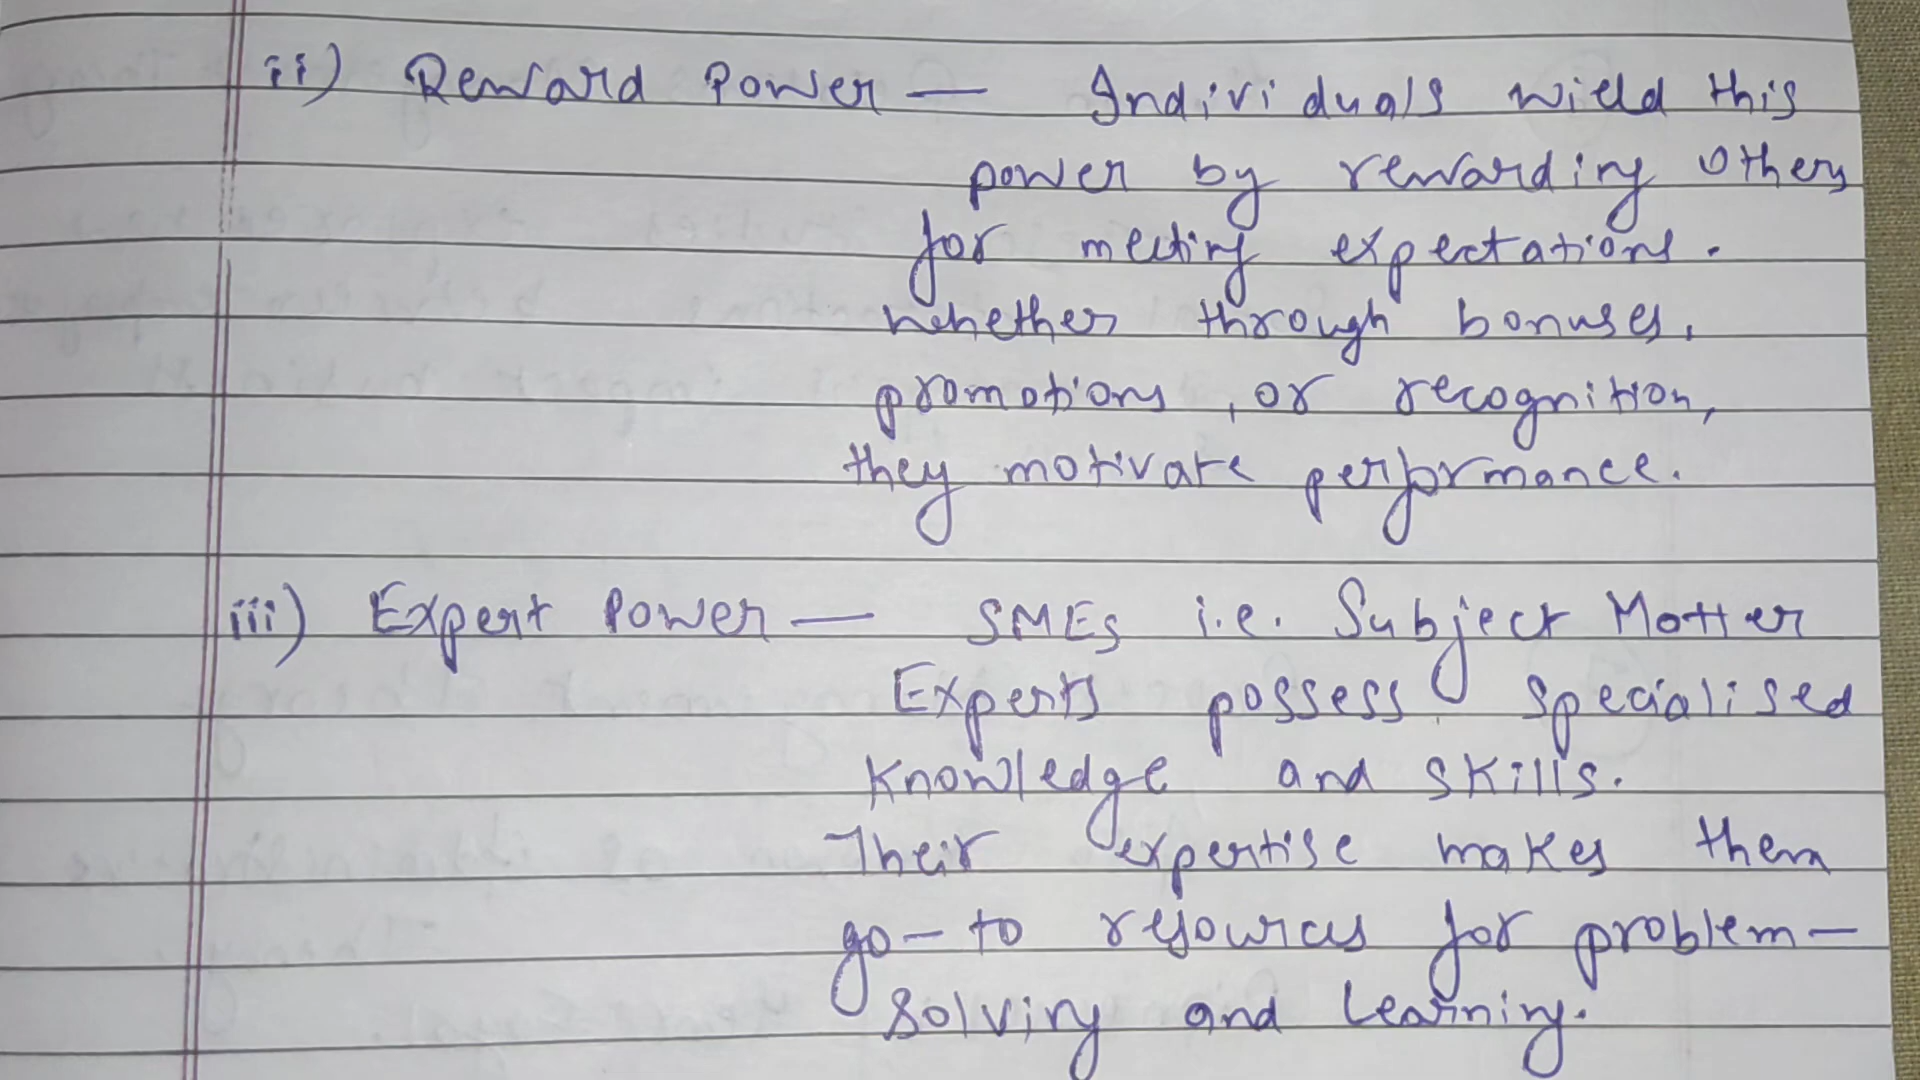 ii) Reward Power — Individuals wield this
power by rewarding others
for meeting expectations.
whether through bonuses,
promotions, or recognition,
they motivate performance.
iii) Expert Power — SMEs i.e. Subject Matter
Experts possess specialised
knowledge and skills.
Their expertise makes them
go-to resources for problem-
solving and learning.